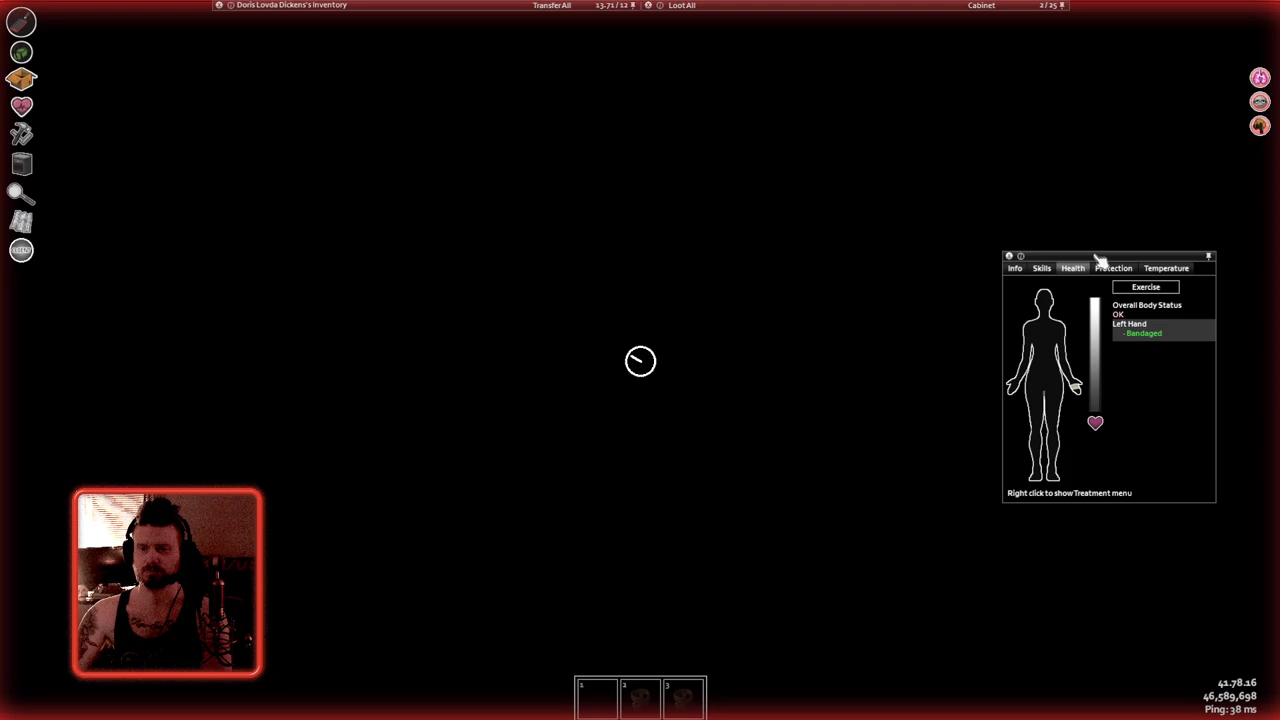 Doris Lovda Dickens's Inventory
Transfer All
13.71 / 12
Loot All
Cabinet
2 / 25
Info Skills Health Protection Temperature
Exercise
Overall Body Status
OK
Left Hand
- Bandaged
Right click to show Treatment menu
1 2 3
41.78.16
46,589,698
Ping: 38 ms